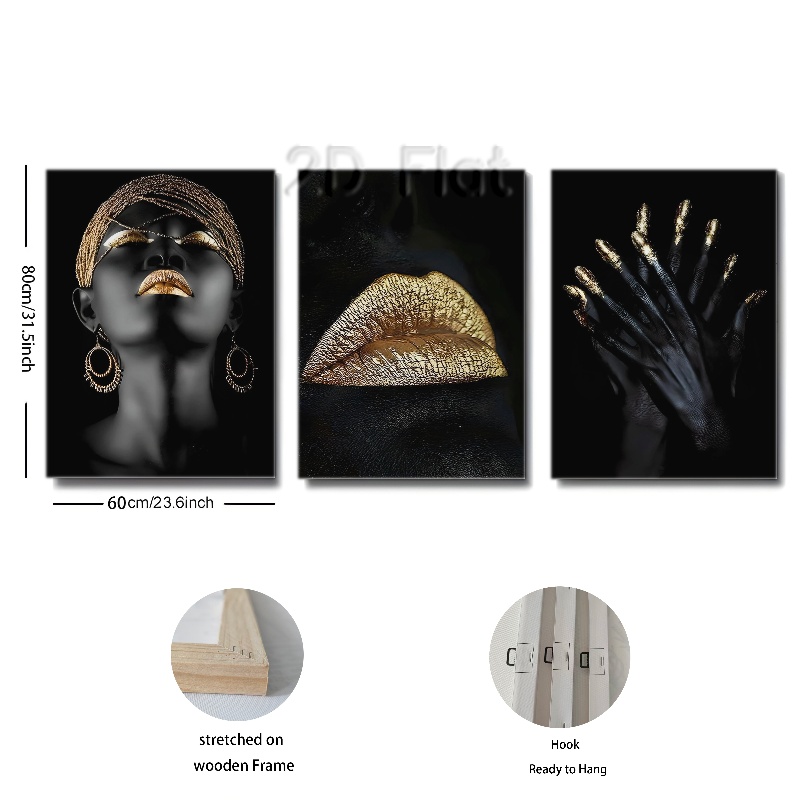 2D Flat
80cm/31.5inch
60cm/23.6inch
stretched on
wooden Frame
Hook
Ready to Hang